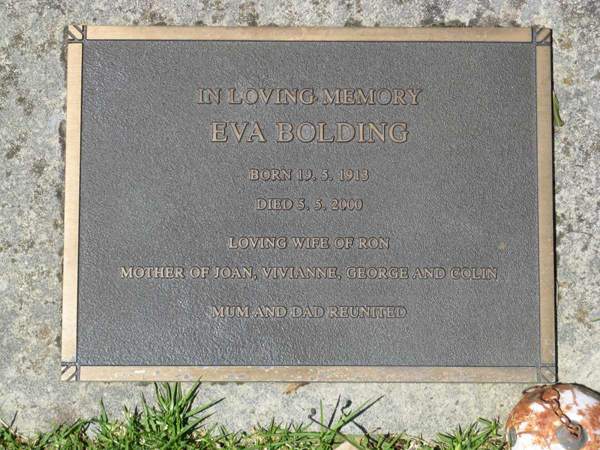 IN LOVING MEMORY
EVA BOLDING
BORN 19. 5. 1913
DIED 5. 5. 2000
LOVING WIFE OF RON
MOTHER OF JOAN, VIVIANNE, GEORGE AND COLIN
MUM AND DAD REUNITED